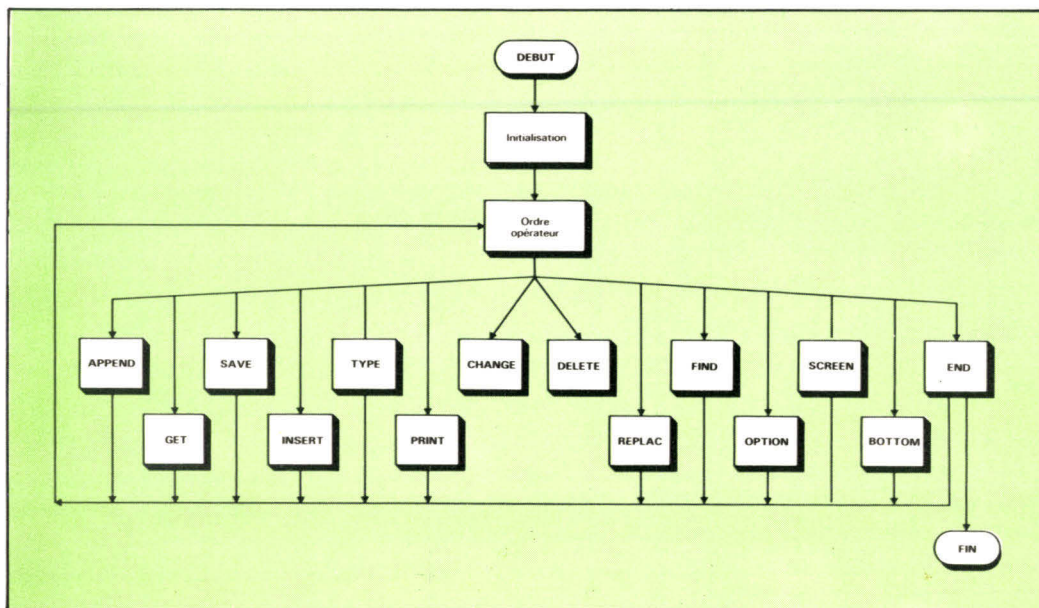 DEBUT
Initialisation
Ordre
opérateur
APPEND
SAVE
TYPE
CHANGE
DELETE
FIND
SCREEN
END
GET
INSERT
PRINT
REPLAC
OPTION
BOTTOM
FIN